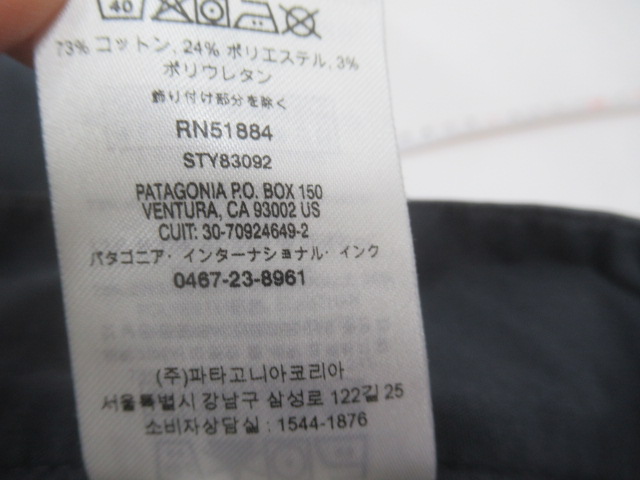 40
73% コットン, 24% ポリエステル, 3%
ポリウレタン
飾り付け部分を除く
RN51884
STY83092
PATAGONIA P.O. BOX 150
VENTURA, CA 93002 US
CUIT: 30-70924649-2
パタゴニア・インターナショナル・インク
0467-23-8961
(주)파타고니아코리아
서울특별시 강남구 삼성로 122길 25
소비자상담실 : 1544-1876